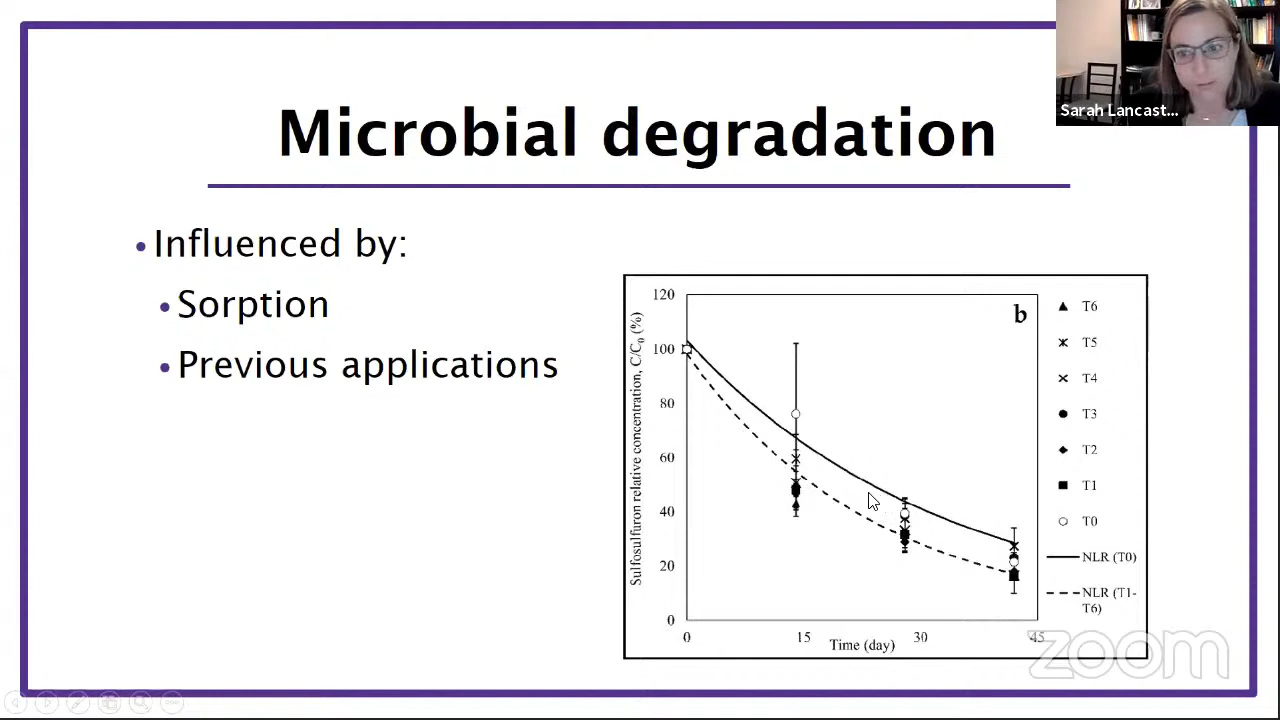 Sarah Lancast...
Microbial degradation
• Influenced by:
• Sorption
• Previous applications
Sulfosulfuron relative concentration, C/C₀ (%)
120
100
80
60
40
20
0
0
15
30
45
Time (day)
b
T6
T5
T4
T3
T2
T1
T0
NLR (T0)
NLR (T1-
T6)
zoom